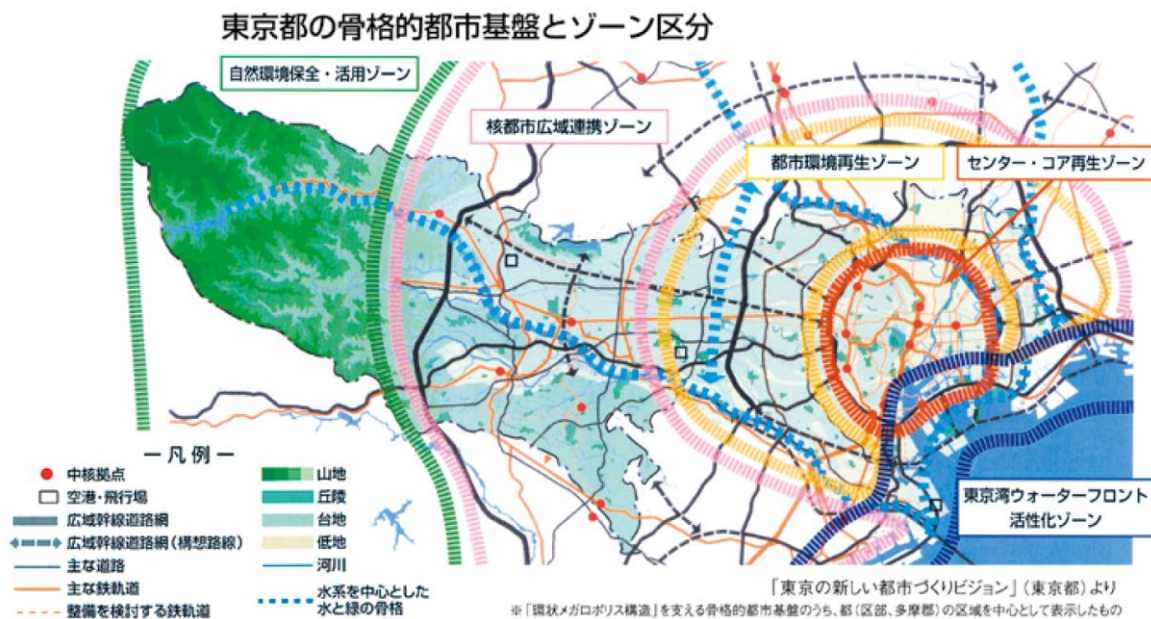 東京都の骨格的都市基盤とゾーン区分
自然環境保全・活用ゾーン
核都市広域連携ゾーン
都市環境再生ゾーン
センター・コア再生ゾーン
東京湾ウォーターフロント
活性化ゾーン
ー凡例ー
中核拠点
空港・飛行場
広域幹線道路網
広域幹線道路網(構想路線)
主な道路
主な鉄軌道
整備を検討する鉄軌道
山地
丘陵
台地
低地
河川
水系を中心とした
水と緑の骨格
「東京の新しい都市づくりビジョン」(東京都)より
※「環状メガロポリス構造」を支える骨格的都市基盤のうち、都(区部、多摩部)の区域を中心として表示したもの